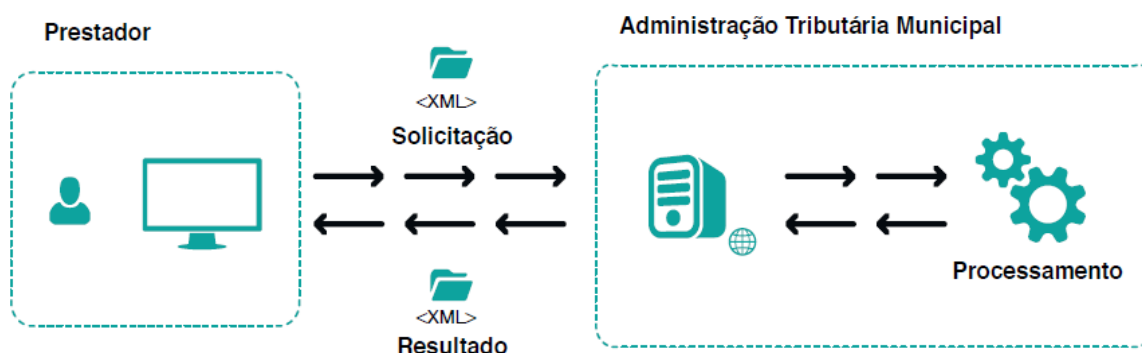 Prestador
Administração Tributária Municipal
<XML>
Solicitação
Processamento
<XML>
Resultado